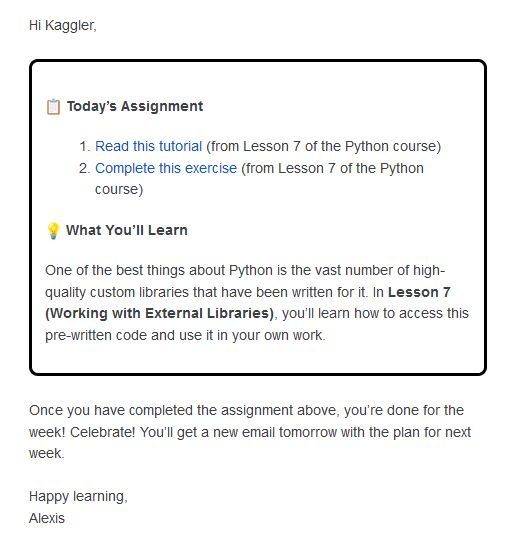 Hi Kaggler,
📋 Today’s Assignment
1. Read this tutorial (from Lesson 7 of the Python course)
2. Complete this exercise (from Lesson 7 of the Python
course)
💡 What You’ll Learn
One of the best things about Python is the vast number of high-
quality custom libraries that have been written for it. In Lesson 7
(Working with External Libraries), you’ll learn how to access this
pre-written code and use it in your own work.
Once you have completed the assignment above, you’re done for the
week! Celebrate! You’ll get a new email tomorrow with the plan for next
week.
Happy learning,
Alexis